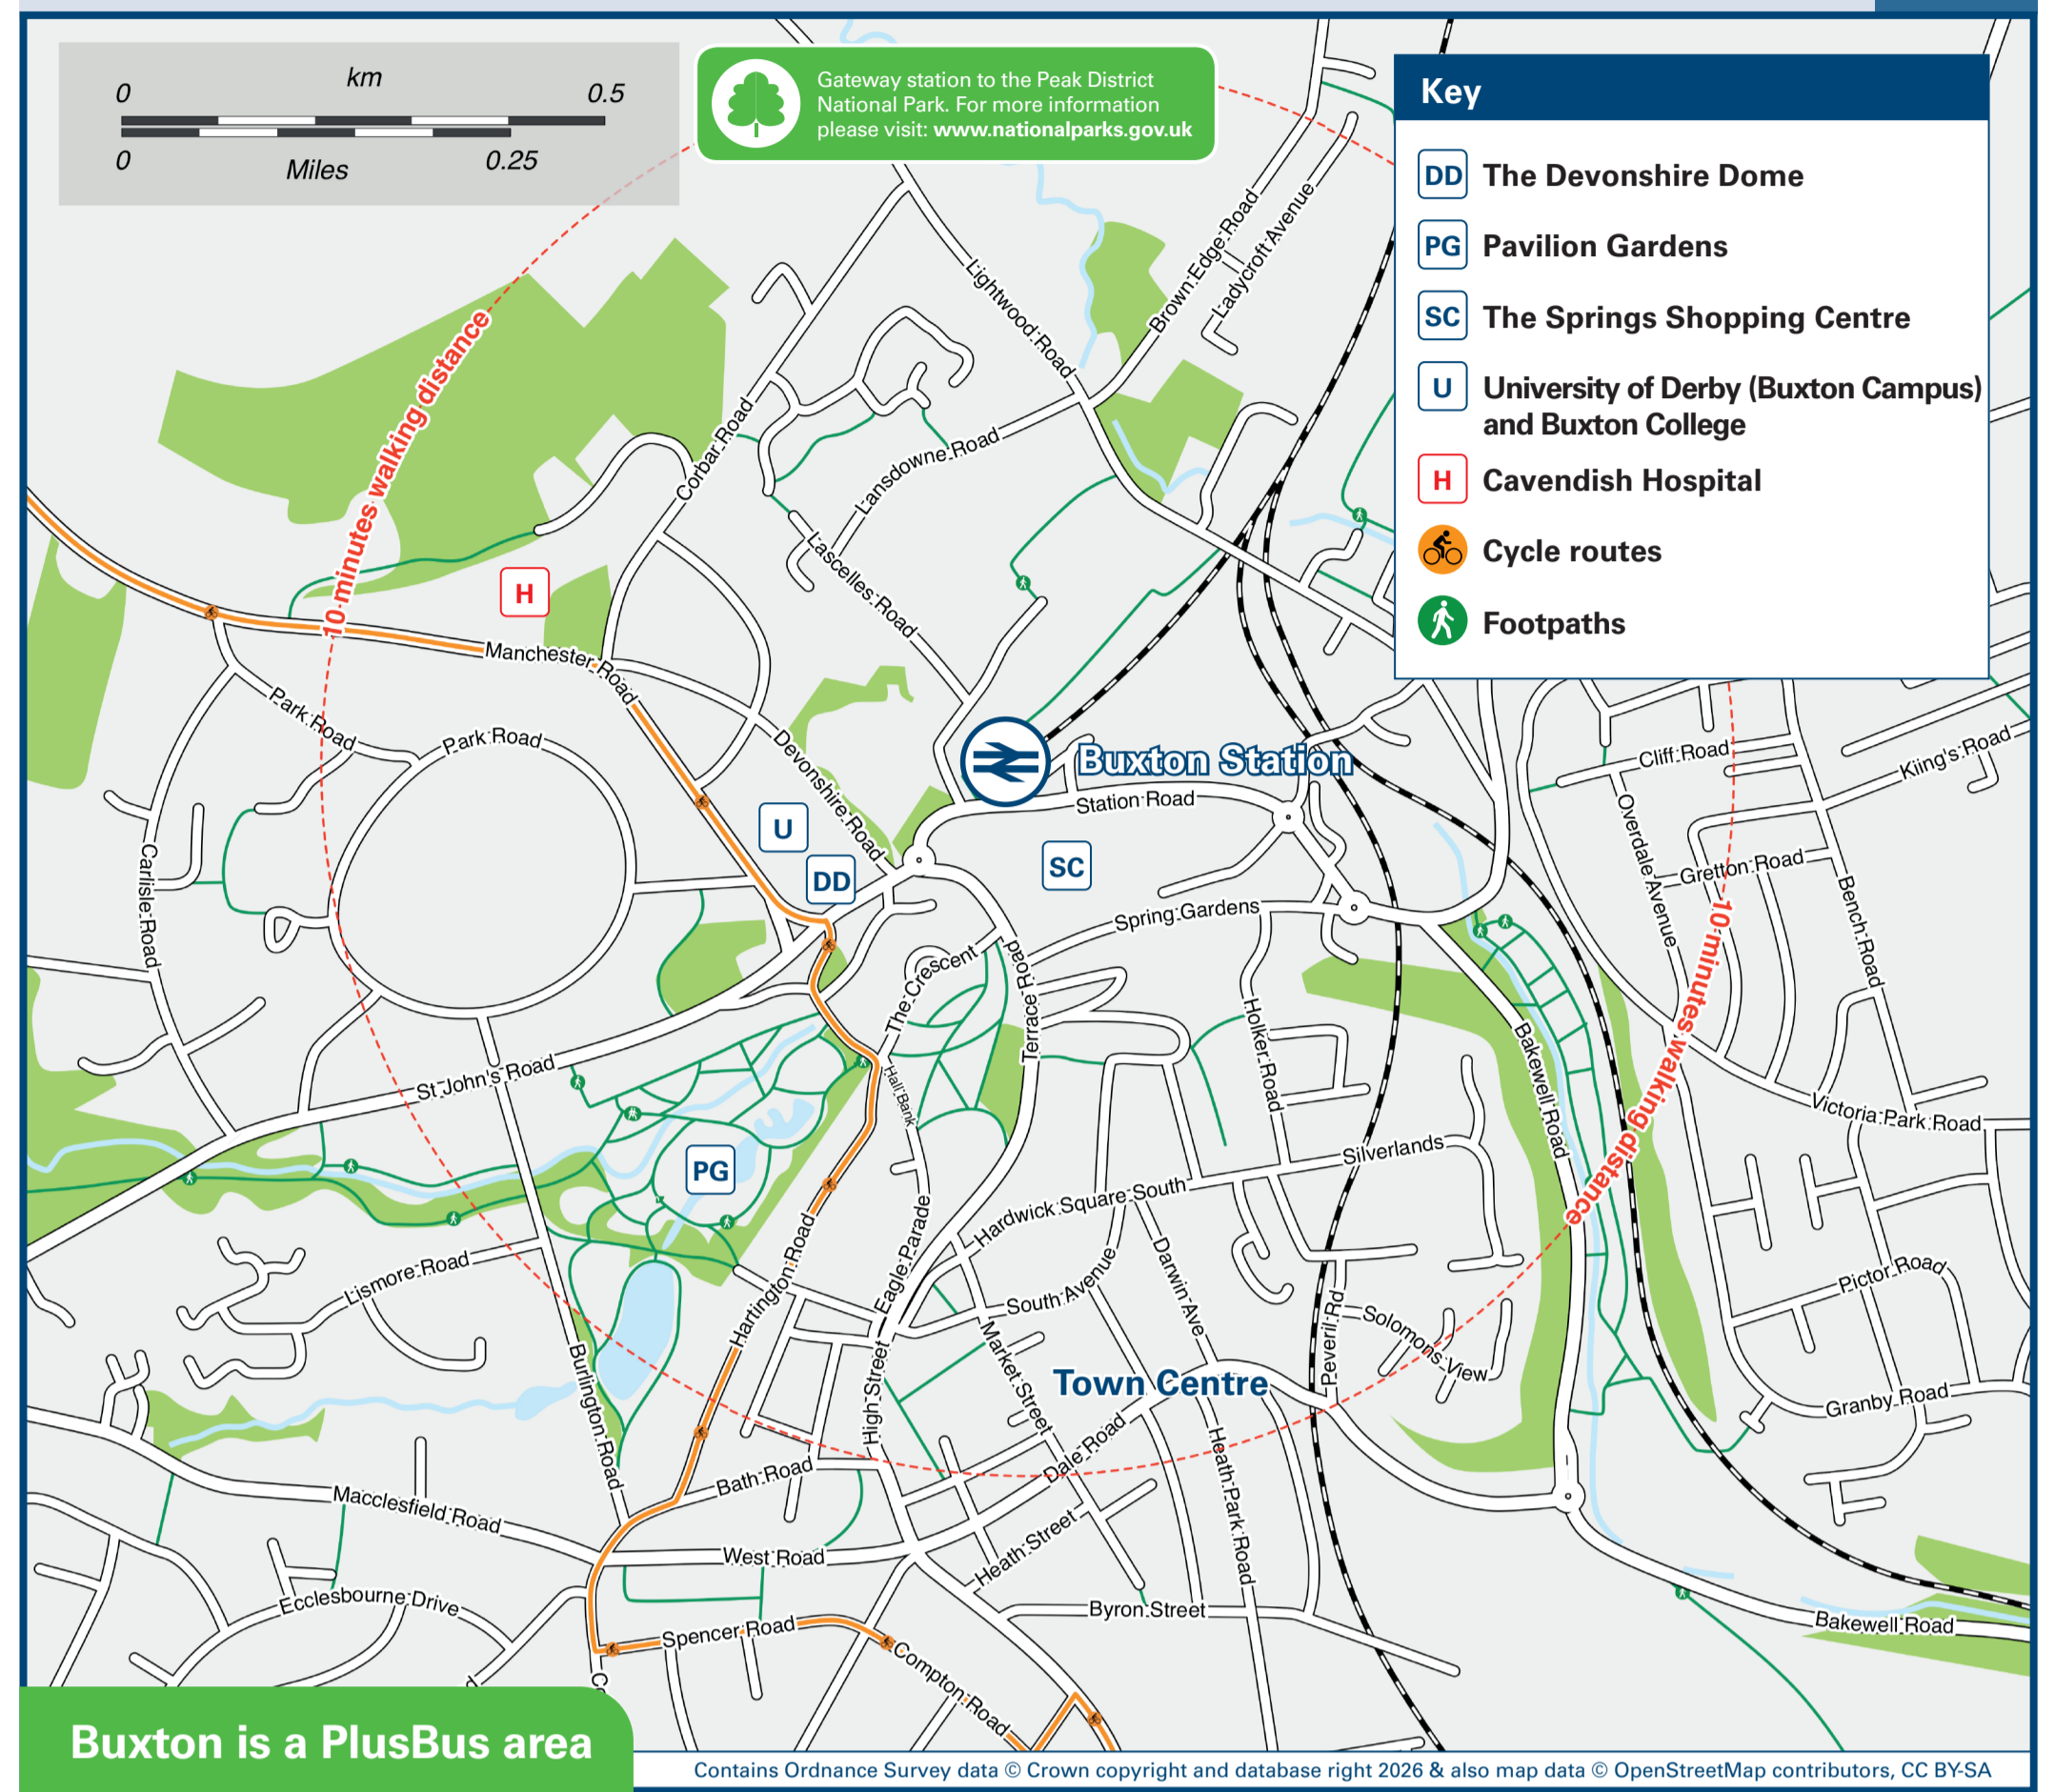 km
0
0.5
0
Miles
0.25
Gateway station to the Peak District
National Park. For more information
please visit: www.nationalparks.gov.uk
Key
DD
The Devonshire Dome
PG
Pavilion Gardens
SC
The Springs Shopping Centre
U
University of Derby (Buxton Campus)
and Buxton College
H
Cavendish Hospital
Cycle routes
Footpaths
10 minutes walking distance
Brown Edge Road
Ladycroft Avenue
Lightwood Road
Corbar Road
Lansdowne Road
Lascelles Road
H
Manchester Road
Park Road
Park Road
Devonshire Road
Buxton Station
Station Road
Cliff Road
Kiing's Road
U
DD
SC
Overdale Avenue
Gretton Road
Bench Road
Carlisle Road
Spring Gardens
The Crescent
Terrace Road
Holker Road
Bakewell Road
10 minutes walking distance
St John's Road
Hall Bank
Victoria Park Road
Silverlands
PG
Hardwick Square South
Eagle Parade
Hartington Road
Lismore Road
South Avenue
Darwin Ave
Peveril Rd
Solomons View
Pictor Road
Burlington Road
High Street
Market Street
Town Centre
Granby Road
Dale Road
Heath Park Road
Bath Road
Macclesfield Road
West Road
Heath Street
Ecclesbourne Drive
Byron Street
Spencer Road
Compton Road
Bakewell Road
Buxton is a PlusBus area
Contains Ordnance Survey data © Crown copyright and database right 2026 & also map data © OpenStreetMap contributors, CC BY-SA